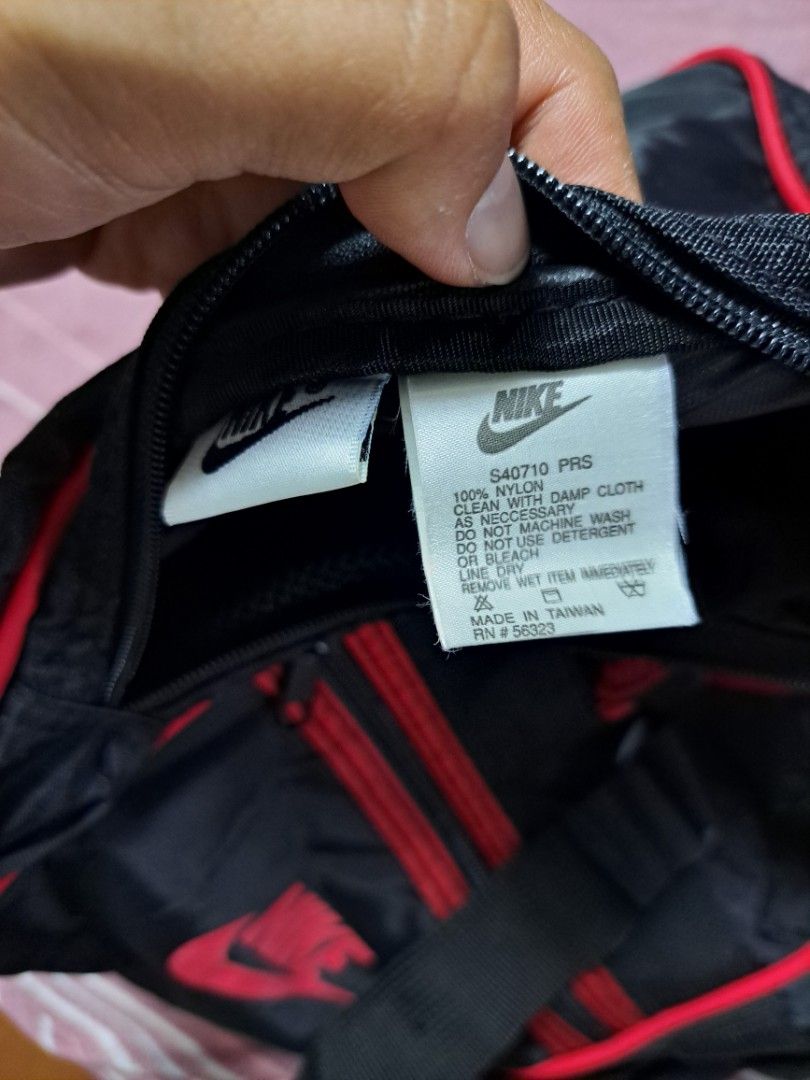 NIKE
NIKE
S40710 PRS
100% NYLON
CLEAN WITH DAMP CLOTH
AS NECCESSARY
DO NOT MACHINE WASH
DO NOT USE DETERGENT
OR BLEACH
LINE DRY
REMOVE WET ITEM IMMEDIATELY
MADE IN TAIWAN
RN # 56323